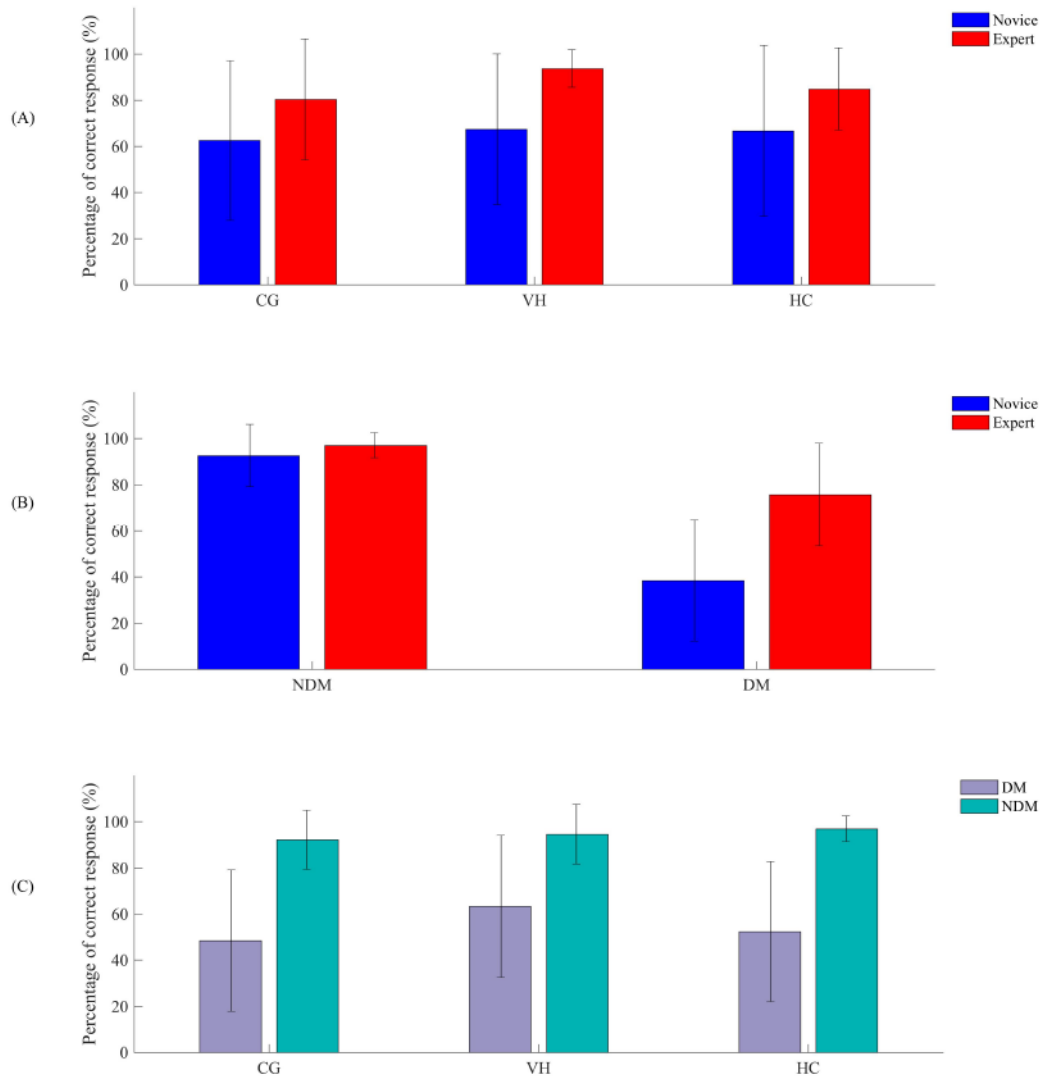 Novice
Expert
(A)
Percentage of correct response (%)
100
80
60
40
20
0
CG VH HC
Novice
Expert
(B)
Percentage of correct response (%)
100
80
60
40
20
0
NDM DM
DM
NDM
(C)
Percentage of correct response (%)
100
80
60
40
20
0
CG VH HC